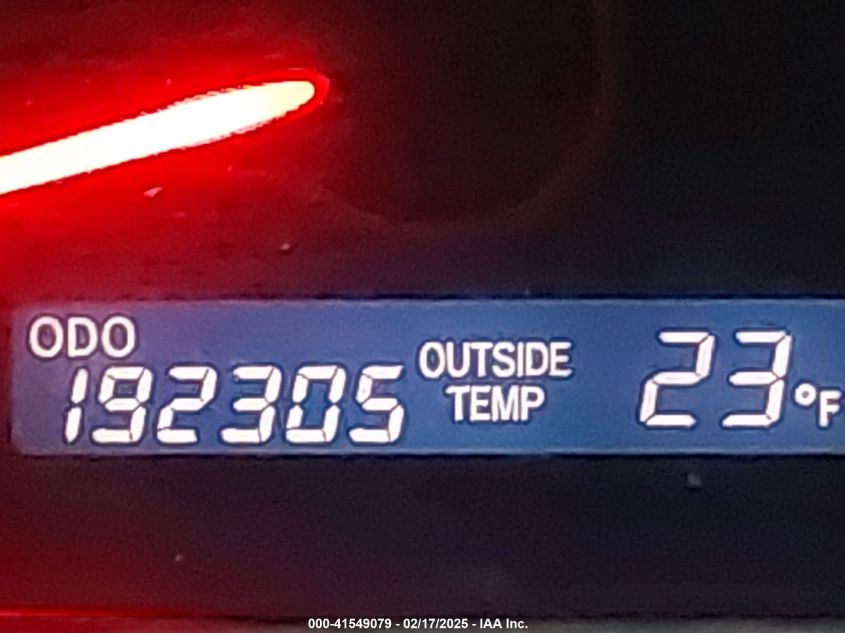 ODO
192305
OUTSIDE
TEMP
23°F
000-41549079 - 02/17/2025 - IAA Inc.